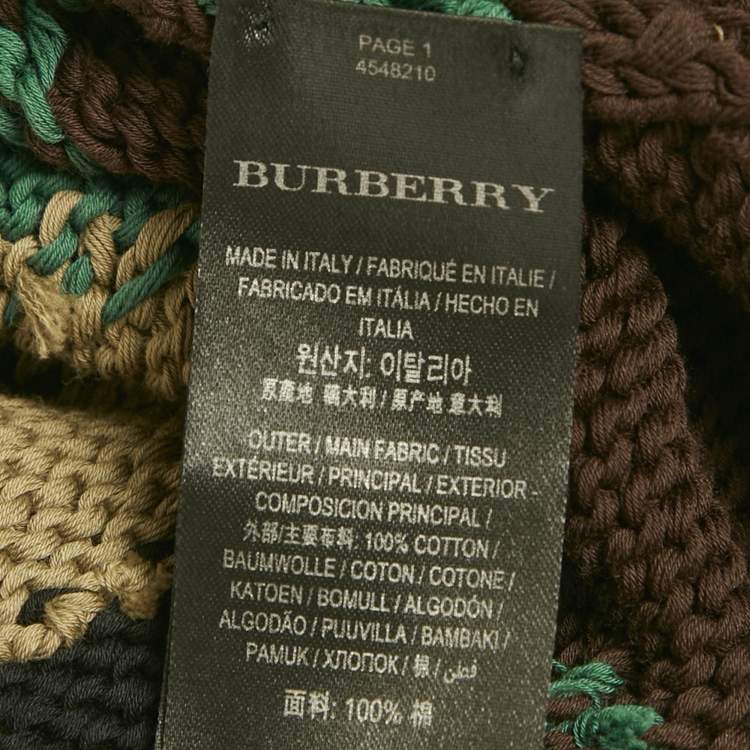 PAGE 1
4548210
BURBERRY
MADE IN ITALY / FABRIQUÉ EN ITALIE /
FABRICADO EM ITÁLIA / HECHO EN
ITALIA
원산지: 이탈리아
原產地 義大利 / 原产地 意大利
OUTER / MAIN FABRIC / TISSU
EXTÉRIEUR / PRINCIPAL / EXTERIOR -
COMPOSICION PRINCIPAL /
外部/主要布料: 100% COTTON /
BAUMWOLLE / COTON / COTONE /
KATOEN / BOMULL / ALGODÓN /
ALGODÃO / PUUVILLA / BAMBAKI /
PAMUK / ХЛОПОК / 棉 / قطن
面料: 100% 棉